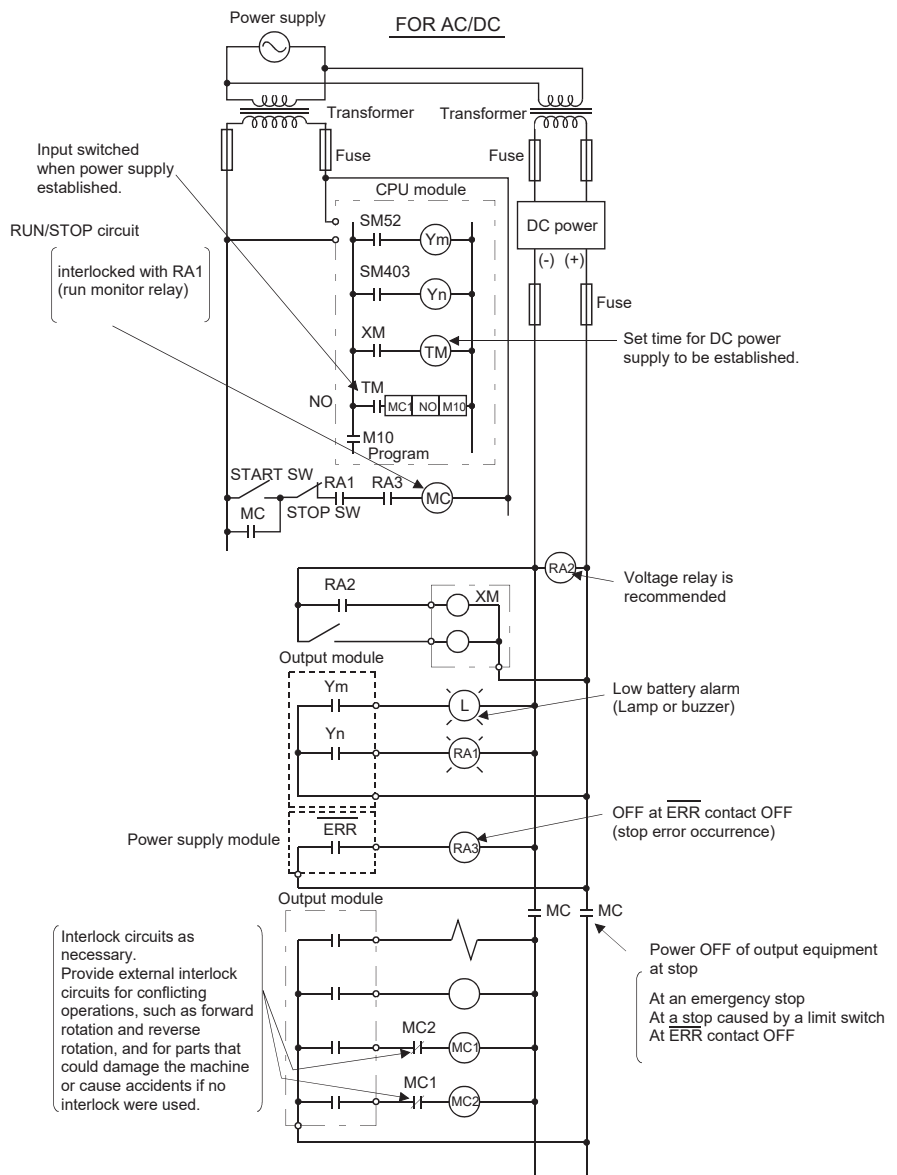 Power supply
FOR AC/DC
Transformer
Transformer
Input switched
when power supply
established.
Fuse
Fuse
CPU module
RUN/STOP circuit
SM52
Ym
DC power
(-) (+)
interlocked with RA1
(run monitor relay)
SM403
Yn
Fuse
XM
TM
Set time for DC power
supply to be established.
TM
NO
MC1 NO M10
M10
Program
START SW
RA1
RA3
MC
MC
STOP SW
RA2
RA2
Voltage relay is
recommended
XM
Output module
Ym
L
Low battery alarm
(Lamp or buzzer)
Yn
RA1
OFF at ERR contact OFF
(stop error occurrence)
Power supply module
ERR
RA3
Output module
MC
MC
Interlock circuits as
necessary.
Provide external interlock
circuits for conflicting
operations, such as forward
rotation and reverse
rotation, and for parts that
could damage the machine
or cause accidents if no
interlock were used.
Power OFF of output equipment
at stop
At an emergency stop
At a stop caused by a limit switch
At ERR contact OFF
MC2
MC1
MC1
MC2